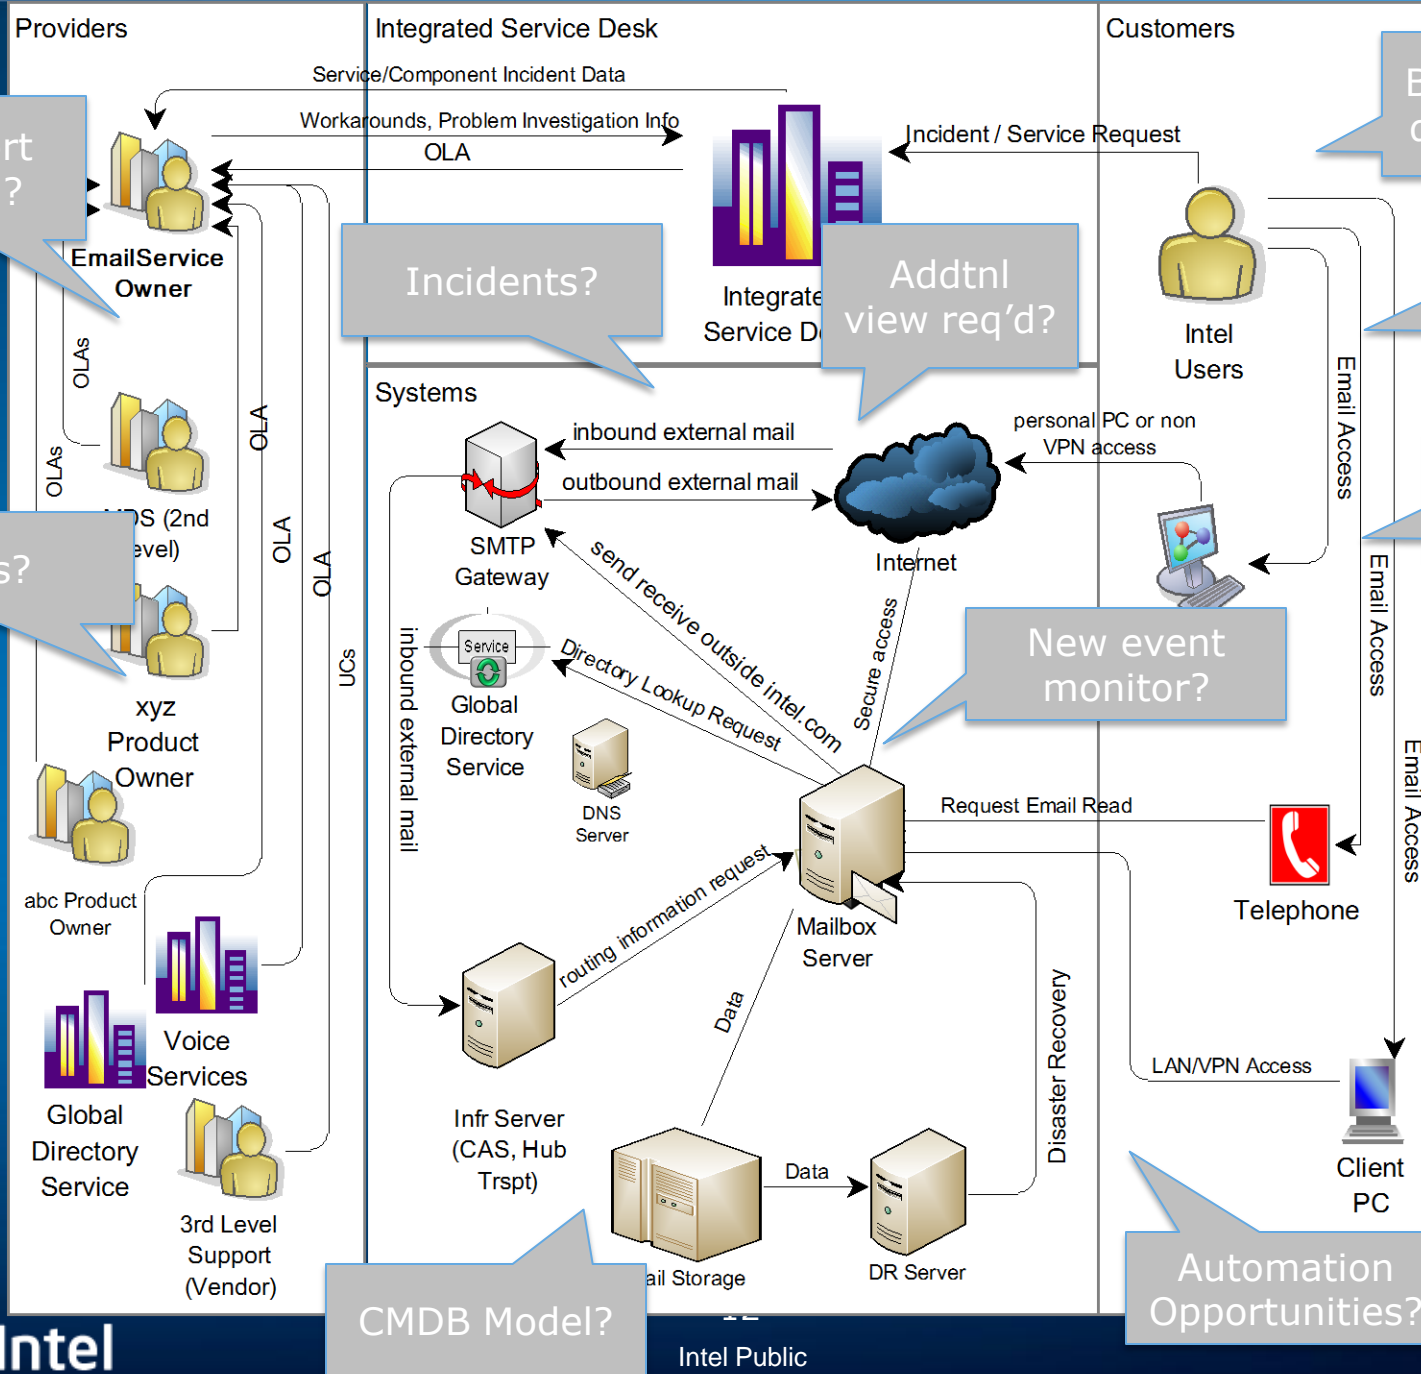 Providers
Integrated Service Desk
Customers
Service/Component Incident Data
Workarounds, Problem Investigation Info
OLA
Incident / Service Request
rt
?
EmailService
Owner
Incidents?
Addtnl
view req'd?
Service
Intel
Users
OLAs
OLAs
OLA
OLA
OLA
UCs
(2nd
xyz
Product
Owner
abc Product
Owner
Voice
Services
Global
Directory
Service
3rd Level
Support
(Vendor)
Systems
inbound external mail
outbound external mail
SMTP
Gateway
Internet
personal PC or non
VPN access
send receive outside intel.com
Directory Lookup Request
Secure access
Service
Global
Directory
Service
DNS
Server
inbound external mail
New event
monitor?
Request Email Read
Email Access
Email Access
Email Access
Telephone
routing information request
Mailbox
Server
Data
Disaster Recovery
LAN/VPN Access
Infr Server
(CAS, Hub
Trspt)
Data
Storage
DR Server
Client
PC
CMDB Model?
Automation
Opportunities?
Intel
Intel Public